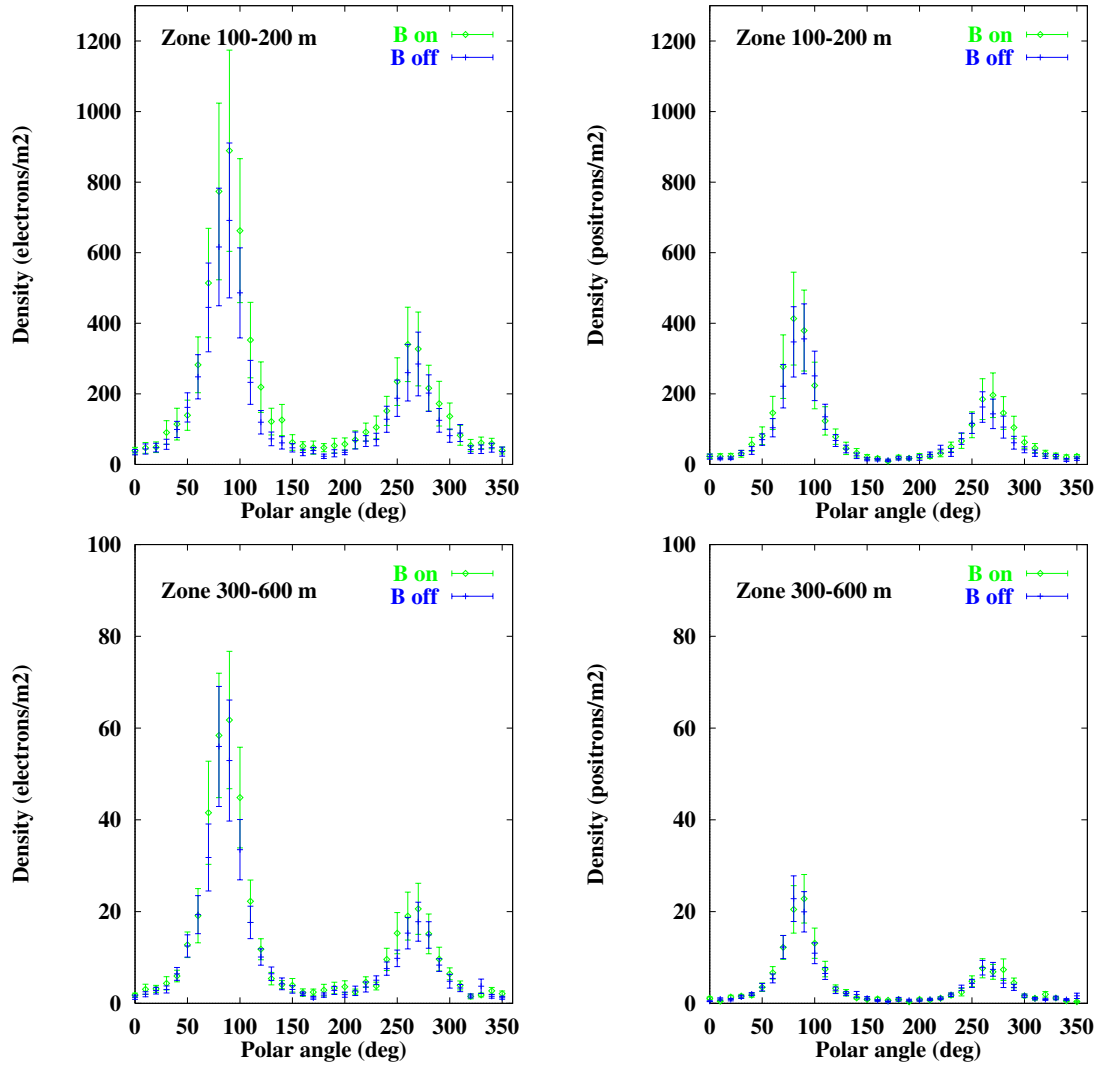 Density (electrons/m2)
1300
1200
1000
800
600
400
200
0
Zone 100-200 m
B on
B off
0 50 100 150 200 250 300 350
Polar angle (deg)
Density (positrons/m2)
1200
1000
800
600
400
200
0
Zone 100-200 m
B on
B off
0 50 100 150 200 250 300 350
Polar angle (deg)
Density (electrons/m2)
100
80
60
40
20
0
Zone 300-600 m
B on
B off
0 50 100 150 200 250 300 350
Polar angle (deg)
Density (positrons/m2)
100
80
60
40
20
0
Zone 300-600 m
B on
B off
0 50 100 150 200 250 300 350
Polar angle (deg)